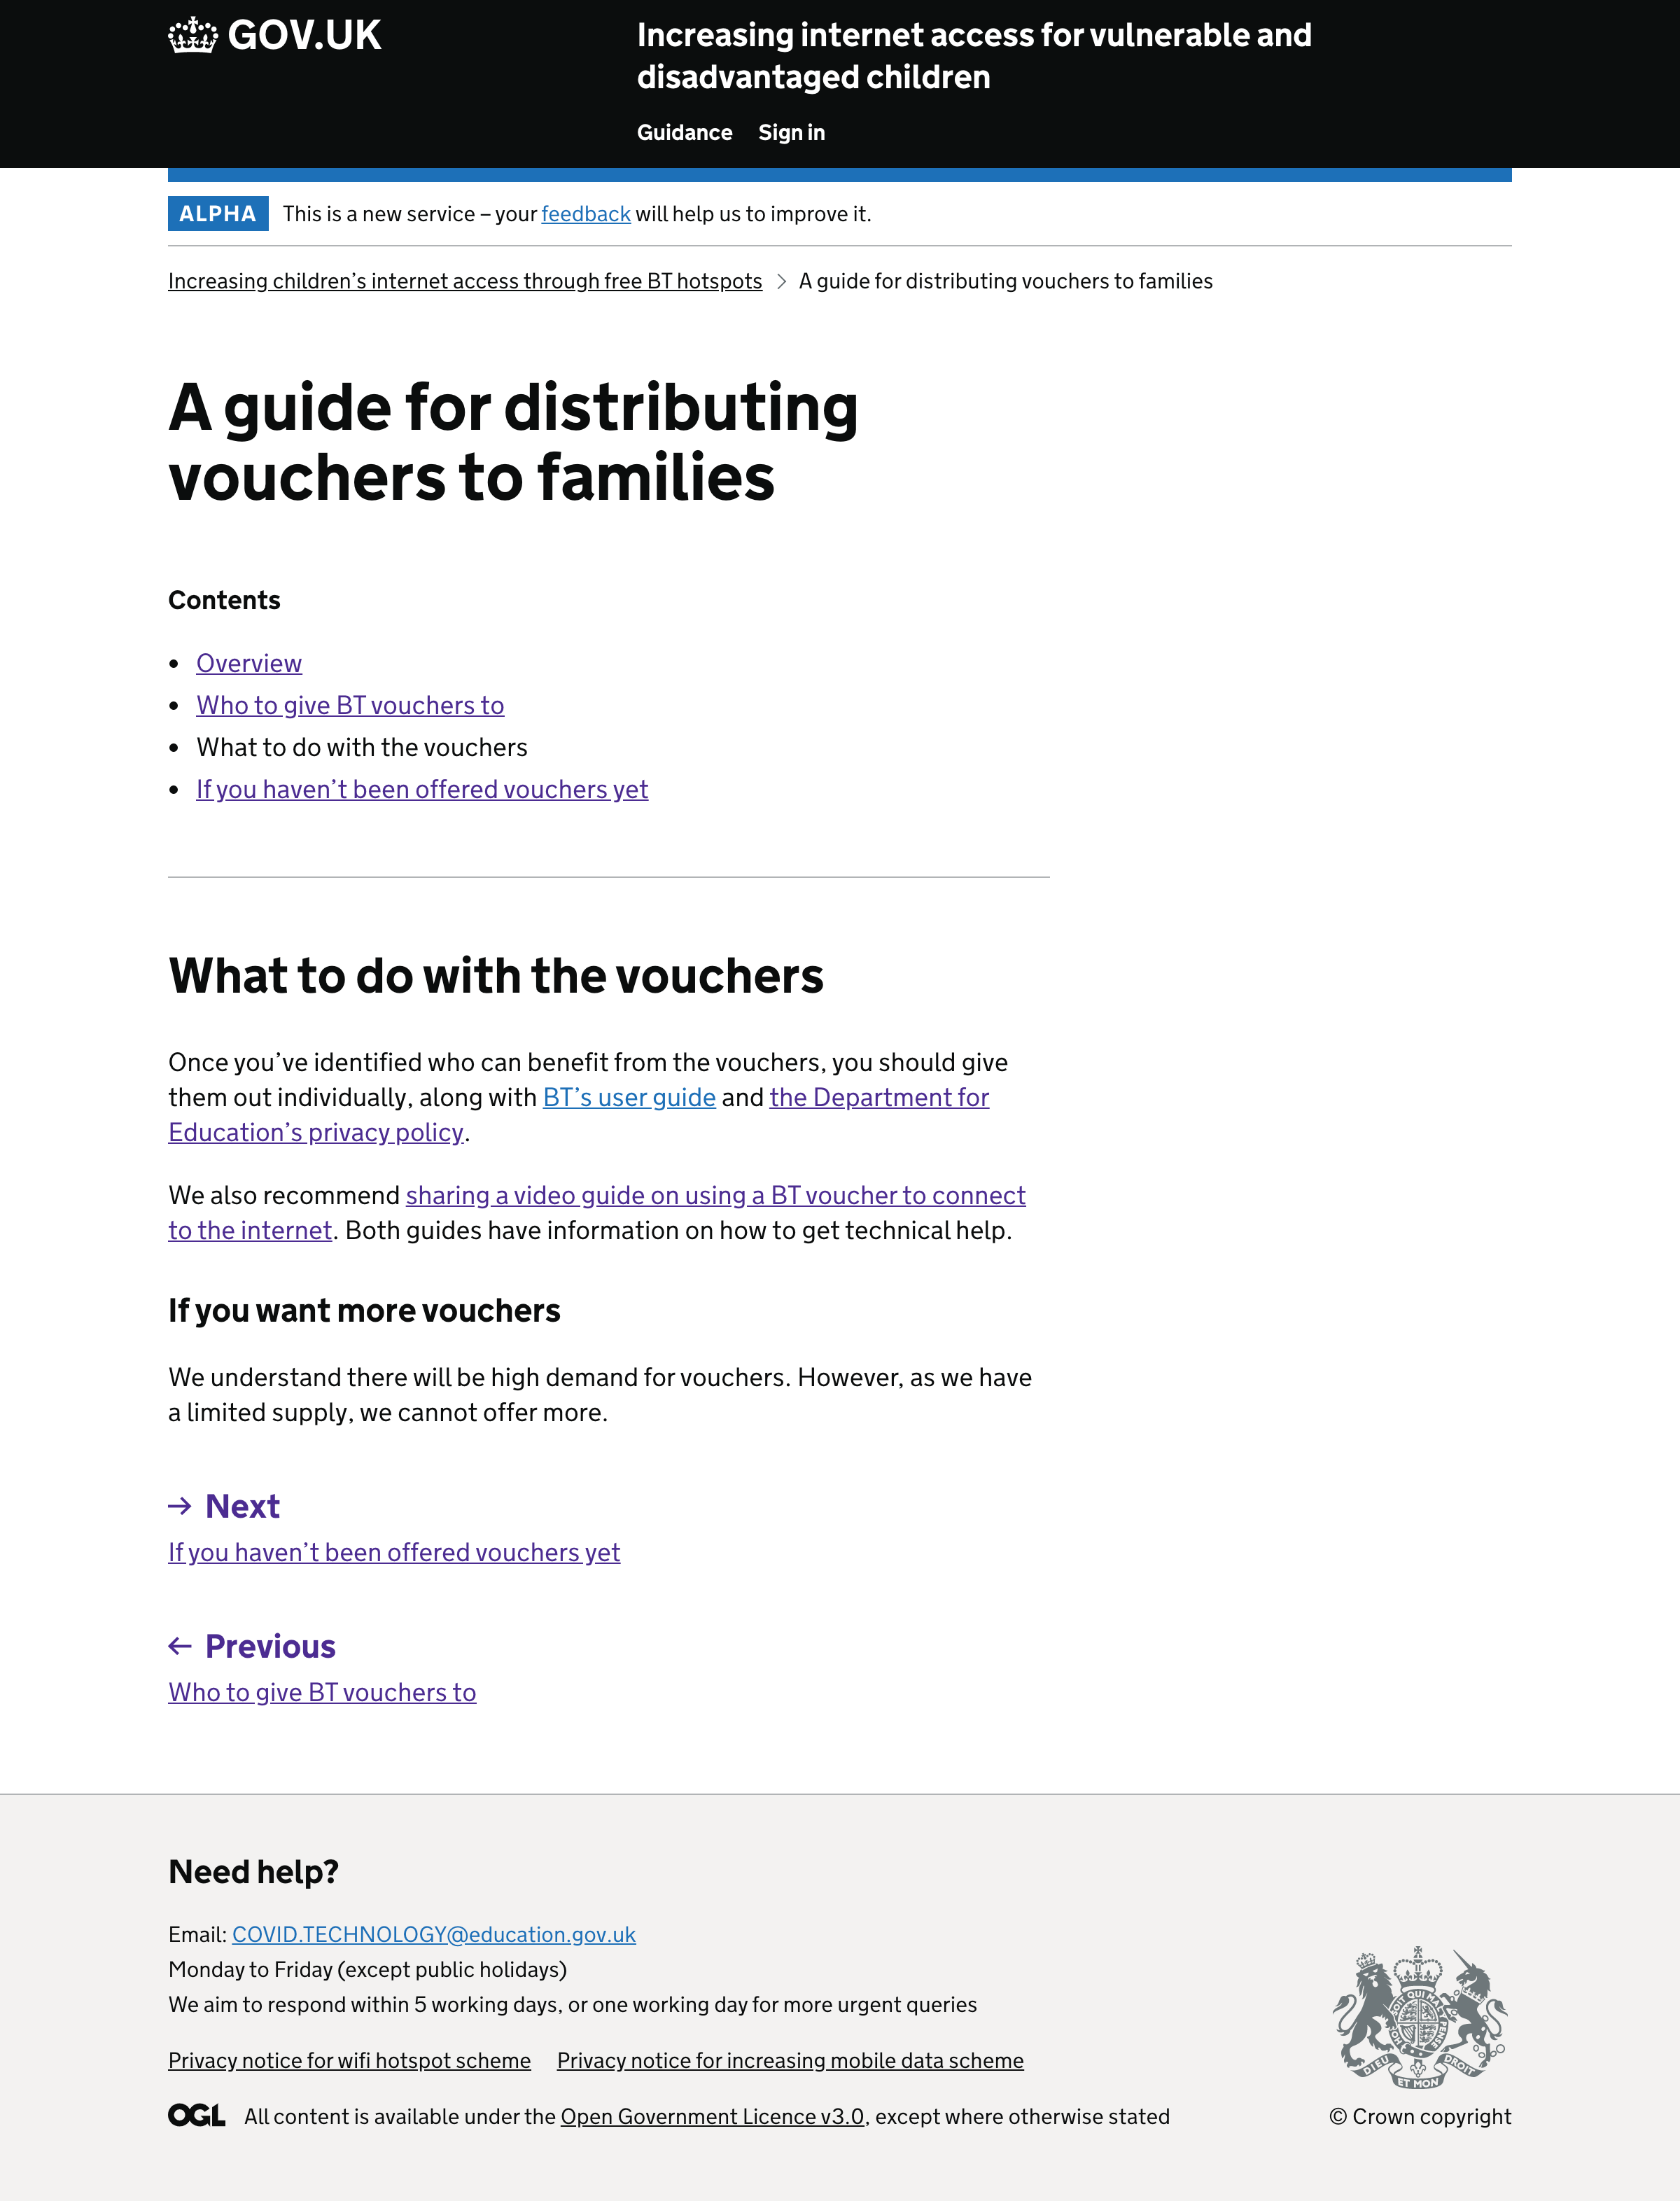 GOV.UK
Increasing internet access for vulnerable and
disadvantaged children
Guidance Sign in
ALPHA This is a new service – your feedback will help us to improve it.
Increasing children’s internet access through free BT hotspots A guide for distributing vouchers to families
A guide for distributing
vouchers to families
Contents
• Overview
• Who to give BT vouchers to
• What to do with the vouchers
• If you haven’t been offered vouchers yet
What to do with the vouchers
Once you’ve identified who can benefit from the vouchers, you should give
them out individually, along with BT’s user guide and the Department for
Education’s privacy policy.
We also recommend sharing a video guide on using a BT voucher to connect
to the internet. Both guides have information on how to get technical help.
If you want more vouchers
We understand there will be high demand for vouchers. However, as we have
a limited supply, we cannot offer more.
→ Next
If you haven’t been offered vouchers yet
← Previous
Who to give BT vouchers to
Need help?
Email: COVID.TECHNOLOGY@education.gov.uk
Monday to Friday (except public holidays)
We aim to respond within 5 working days, or one working day for more urgent queries
Privacy notice for wifi hotspot scheme Privacy notice for increasing mobile data scheme
OGL All content is available under the Open Government Licence v3.0, except where otherwise stated
SOIT QUI MAL
DIEU ET MON DROIT
© Crown copyright